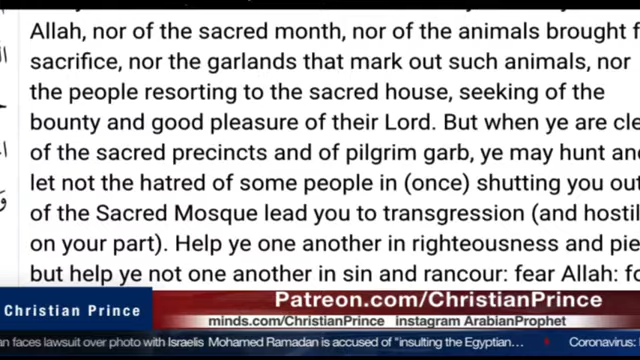 Allah, nor of the sacred month, nor of the animals brought f
sacrifice, nor the garlands that mark out such animals, nor
the people resorting to the sacred house, seeking of the
bounty and good pleasure of their Lord. But when ye are cle
of the sacred precincts and of pilgrim garb, ye may hunt and
let not the hatred of some people in (once) shutting you out
of the Sacred Mosque lead you to transgression (and hostil
on your part). Help ye one another in righteousness and pie
but help ye not one another in sin and rancour: fear Allah: fo
Christian Prince
Patreon.com/ChristianPrince
minds.com/ChristianPrince instagram ArabianProphet
an faces lawsuit over photo with Israelis Mohamed Ramadan is accused of "insulting the Egyptian... Coronavirus: